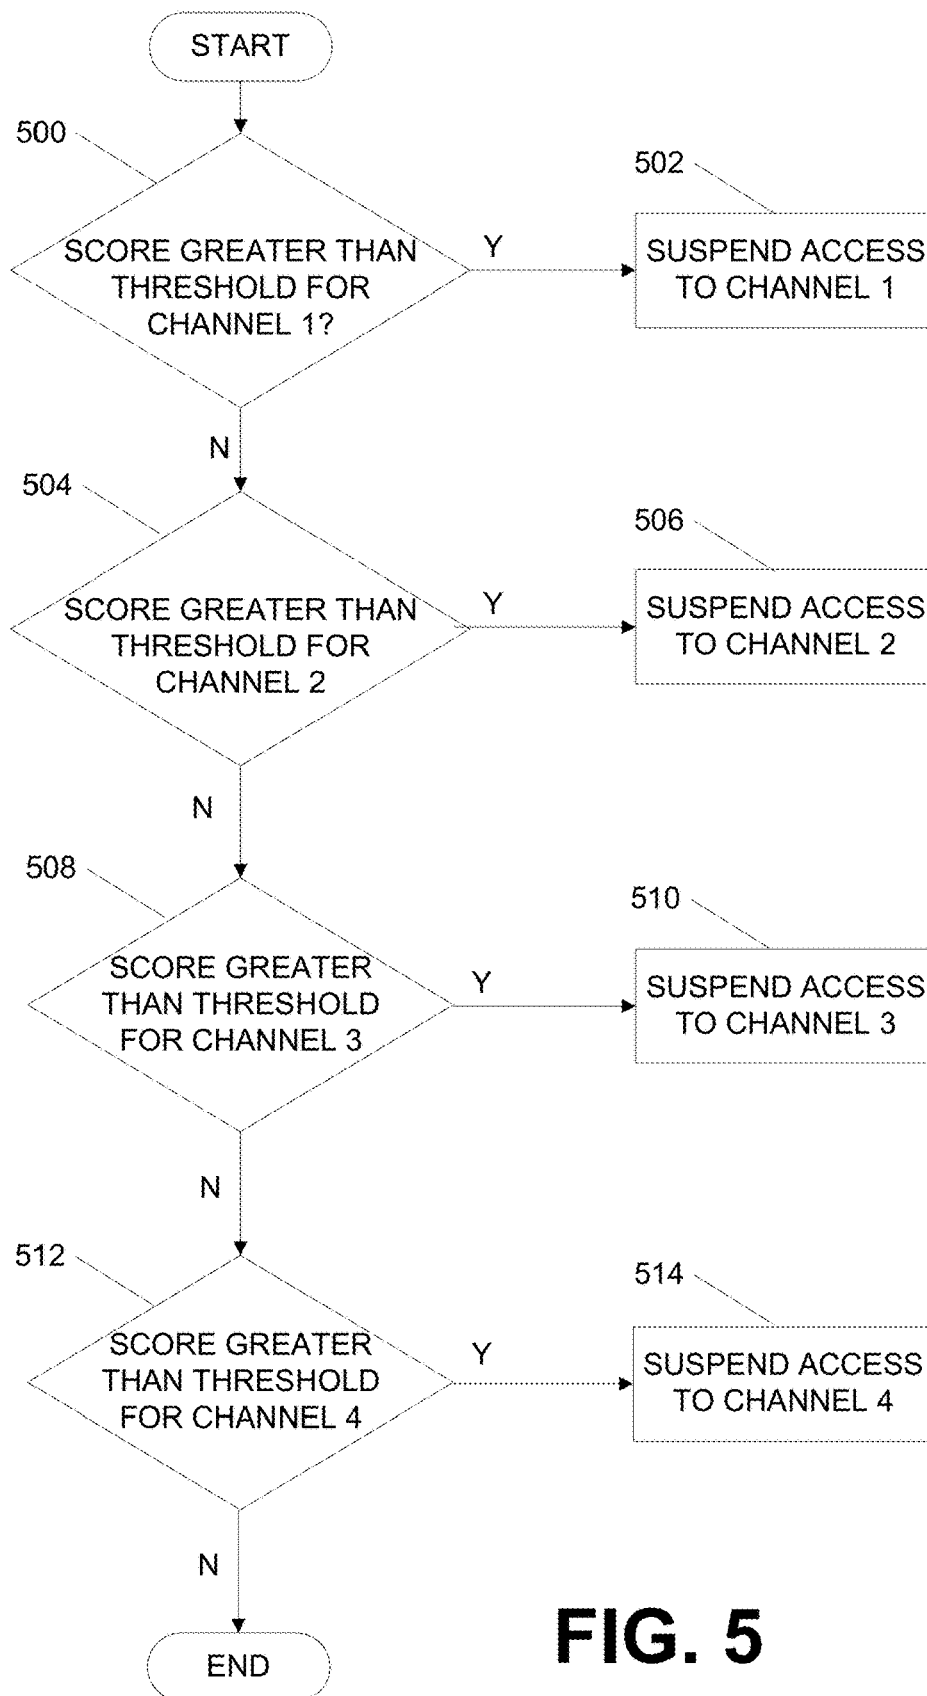 START
500
SCORE GREATER THAN
THRESHOLD FOR
CHANNEL 1?
Y
502
SUSPEND ACCESS
TO CHANNEL 1
N
504
SCORE GREATER THAN
THRESHOLD FOR
CHANNEL 2
Y
506
SUSPEND ACCESS
TO CHANNEL 2
N
508
SCORE GREATER
THAN THRESHOLD
FOR CHANNEL 3
Y
510
SUSPEND ACCESS
TO CHANNEL 3
N
512
SCORE GREATER
THAN THRESHOLD
FOR CHANNEL 4
Y
514
SUSPEND ACCESS
TO CHANNEL 4
N
END
FIG. 5